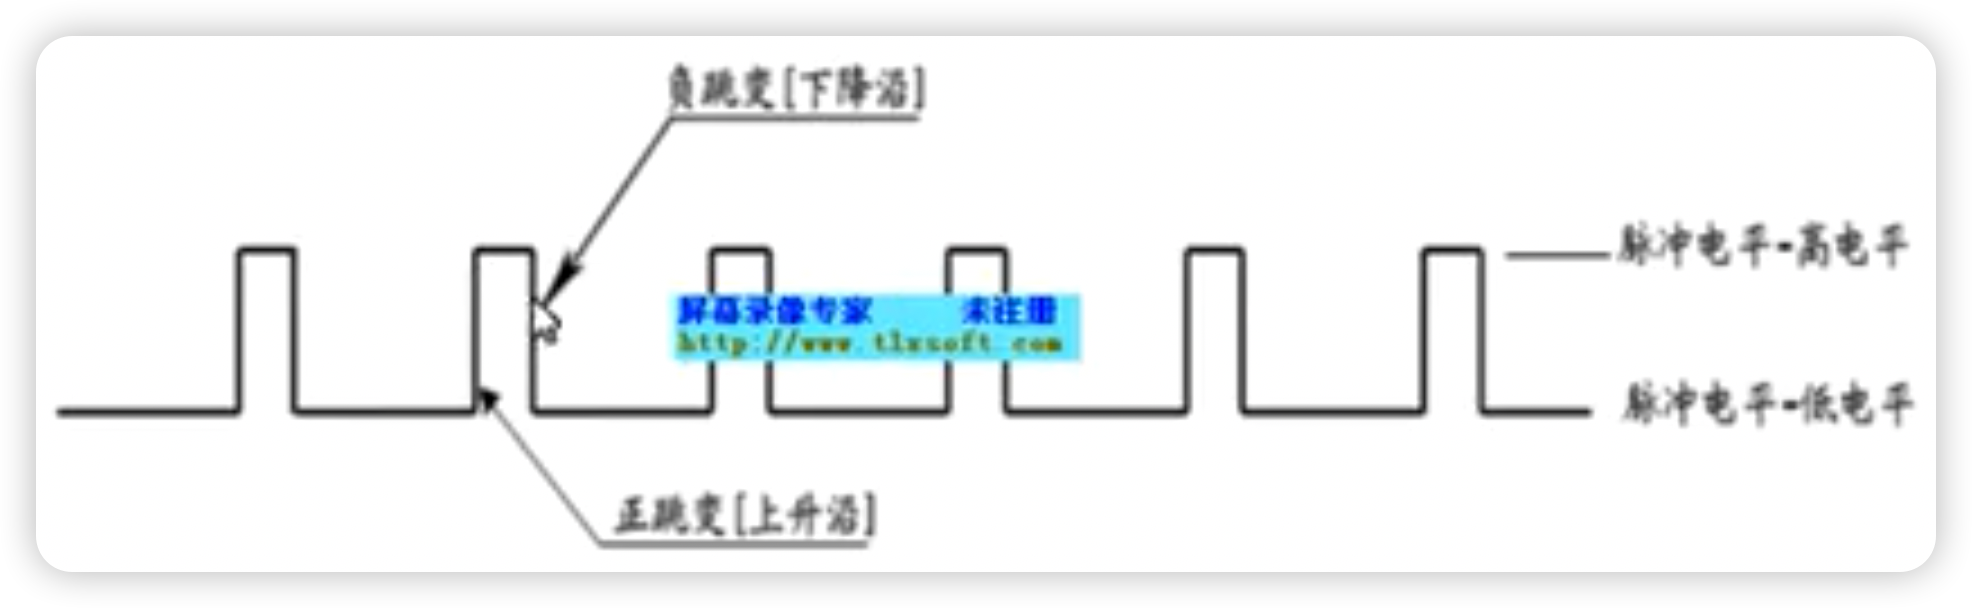 负跳变[下降沿]
脉冲电平-高电平
屏幕录像专家 未注册
http://www.tlxsoft.com
脉冲电平-低电平
正跳变[上升沿]